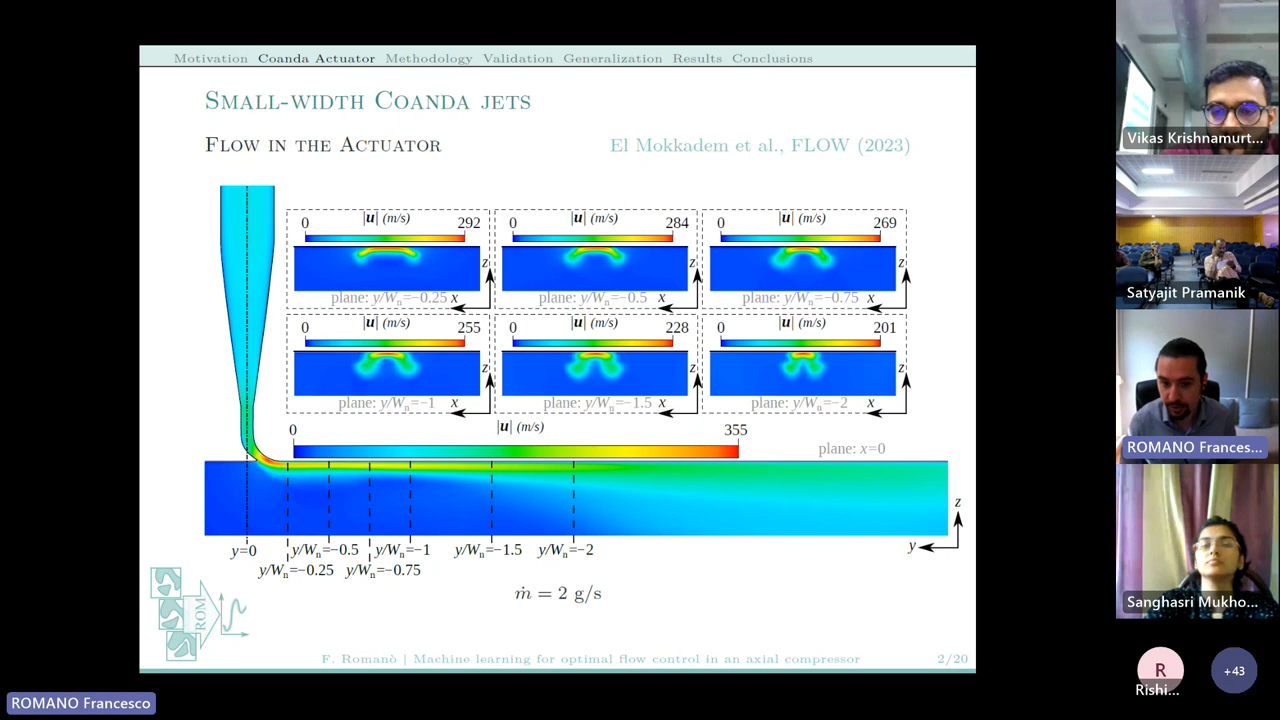 Motivation Coanda Actuator Methodology Validation Generalization Results Conclusions
Small-width Coanda jets
Flow in the Actuator
El Mokkadem et al., FLOW (2023)
0 |u| (m/s) 292
z
plane: y/Wn=−0.25 x
0 |u| (m/s) 284
z
plane: y/Wn=−0.5 x
0 |u| (m/s) 269
z
plane: y/Wn=−0.75 x
0 |u| (m/s) 255
z
plane: y/Wn=−1 x
0 |u| (m/s) 228
z
plane: y/Wn=−1.5 x
0 |u| (m/s) 201
z
plane: y/Wn=−2 x
0 |u| (m/s) 355
plane: x=0
z
y
y=0
y/Wn=−0.5
y/Wn=−1
y/Wn=−1.5
y/Wn=−2
y/Wn=−0.25
y/Wn=−0.75
ṁ = 2 g/s
ROM
F. Romanò | Machine learning for optimal flow control in an axial compressor
2/20
Vikas Krishnamurt...
Satyajit Pramanik
ROMANO Frances...
Sanghasri Mukho...
R
Rishi...
+43
ROMANO Francesco